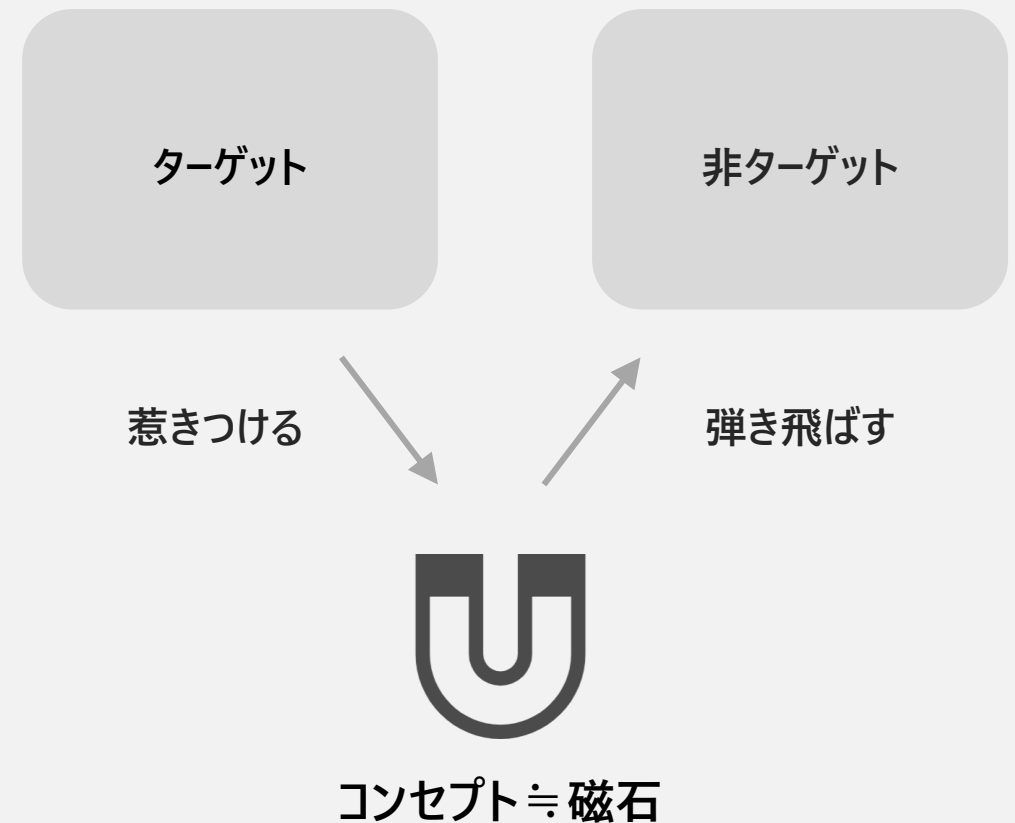 ターゲット
非ターゲット
惹きつける
弾き飛ばす
コンセプト≒磁石